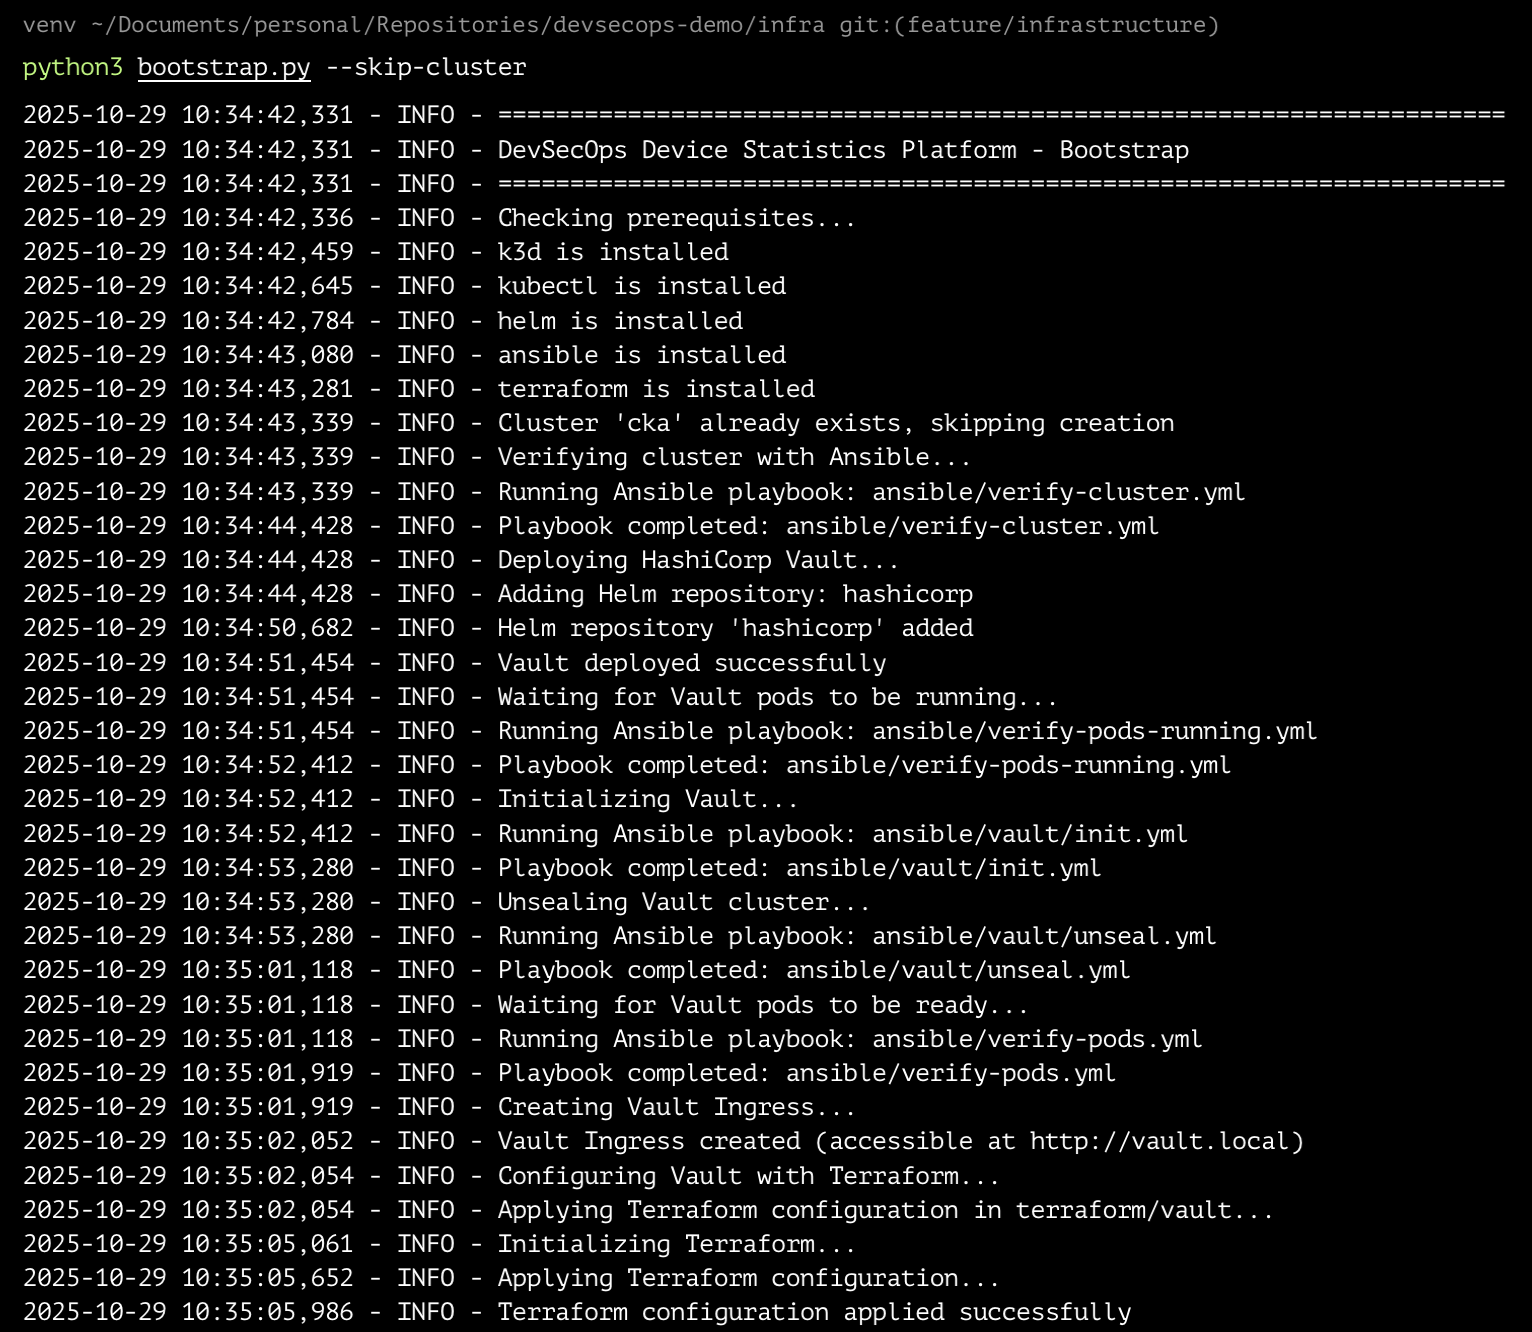 venv ~/Documents/personal/Repositories/devsecops-demo/infra git:(feature/infrastructure)
python3 bootstrap.py --skip-cluster
2025-10-29 10:34:42,331 - INFO - ======================================================================
2025-10-29 10:34:42,331 - INFO - DevSecOps Device Statistics Platform - Bootstrap
2025-10-29 10:34:42,331 - INFO - ======================================================================
2025-10-29 10:34:42,336 - INFO - Checking prerequisites...
2025-10-29 10:34:42,459 - INFO - k3d is installed
2025-10-29 10:34:42,645 - INFO - kubectl is installed
2025-10-29 10:34:42,784 - INFO - helm is installed
2025-10-29 10:34:43,080 - INFO - ansible is installed
2025-10-29 10:34:43,281 - INFO - terraform is installed
2025-10-29 10:34:43,339 - INFO - Cluster 'cka' already exists, skipping creation
2025-10-29 10:34:43,339 - INFO - Verifying cluster with Ansible...
2025-10-29 10:34:43,339 - INFO - Running Ansible playbook: ansible/verify-cluster.yml
2025-10-29 10:34:44,428 - INFO - Playbook completed: ansible/verify-cluster.yml
2025-10-29 10:34:44,428 - INFO - Deploying HashiCorp Vault...
2025-10-29 10:34:44,428 - INFO - Adding Helm repository: hashicorp
2025-10-29 10:34:50,682 - INFO - Helm repository 'hashicorp' added
2025-10-29 10:34:51,454 - INFO - Vault deployed successfully
2025-10-29 10:34:51,454 - INFO - Waiting for Vault pods to be running...
2025-10-29 10:34:51,454 - INFO - Running Ansible playbook: ansible/verify-pods-running.yml
2025-10-29 10:34:52,412 - INFO - Playbook completed: ansible/verify-pods-running.yml
2025-10-29 10:34:52,412 - INFO - Initializing Vault...
2025-10-29 10:34:52,412 - INFO - Running Ansible playbook: ansible/vault/init.yml
2025-10-29 10:34:53,280 - INFO - Playbook completed: ansible/vault/init.yml
2025-10-29 10:34:53,280 - INFO - Unsealing Vault cluster...
2025-10-29 10:34:53,280 - INFO - Running Ansible playbook: ansible/vault/unseal.yml
2025-10-29 10:35:01,118 - INFO - Playbook completed: ansible/vault/unseal.yml
2025-10-29 10:35:01,118 - INFO - Waiting for Vault pods to be ready...
2025-10-29 10:35:01,118 - INFO - Running Ansible playbook: ansible/verify-pods.yml
2025-10-29 10:35:01,919 - INFO - Playbook completed: ansible/verify-pods.yml
2025-10-29 10:35:01,919 - INFO - Creating Vault Ingress...
2025-10-29 10:35:02,052 - INFO - Vault Ingress created (accessible at http://vault.local)
2025-10-29 10:35:02,054 - INFO - Configuring Vault with Terraform...
2025-10-29 10:35:02,054 - INFO - Applying Terraform configuration in terraform/vault...
2025-10-29 10:35:05,061 - INFO - Initializing Terraform...
2025-10-29 10:35:05,652 - INFO - Applying Terraform configuration...
2025-10-29 10:35:05,986 - INFO - Terraform configuration applied successfully